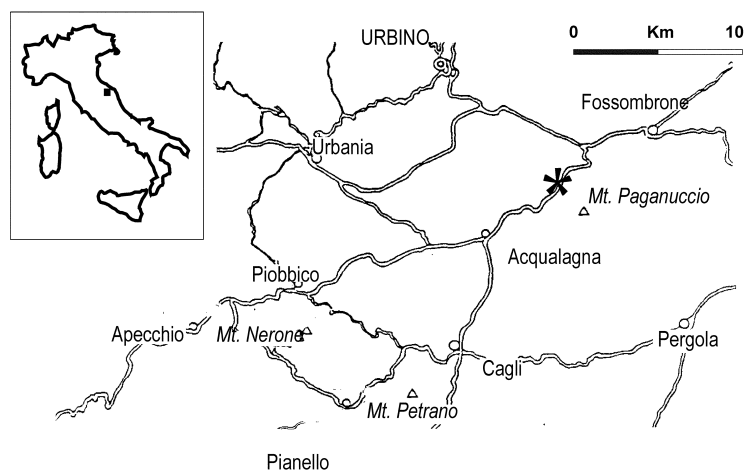 URBINO
0 Km 10
Fossombrone
Urbania
Mt. Paganuccio
Acqualagna
Piobbico
Apecchio
Mt. Nerone
Pergola
Cagli
Mt. Petrano
Pianello